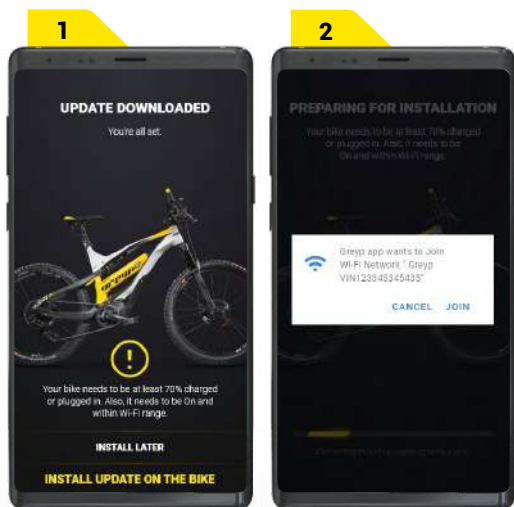 1
UPDATE DOWNLOADED
You're all set.
greyp
Your bike needs to be at least 70% charged
or plugged in. Also, it needs to be On and
within Wi-Fi range.
INSTALL LATER
INSTALL UPDATE ON THE BIKE
2
PREPARING FOR INSTALLATION
Your bike needs to be at least 70% charged
or plugged in. Also, it needs to be
On and within Wi-Fi range.
Greyp app wants to Join
Wi-Fi Network " Greyp
VIN123345345435"
CANCEL JOIN